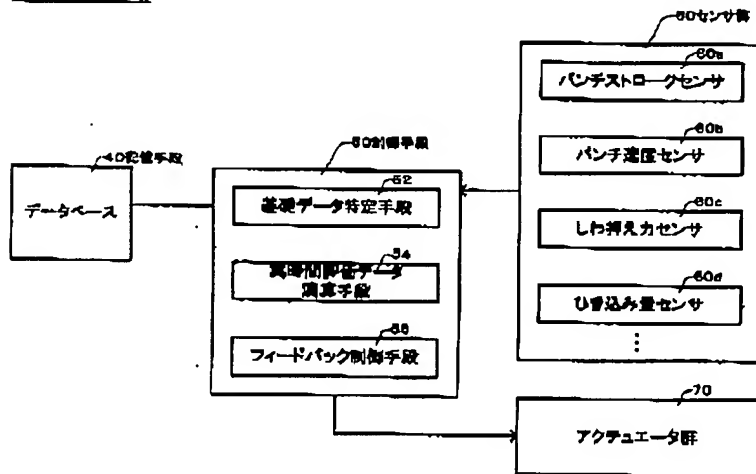 60センサ群
60a
パンチストロークセンサ
60b
パンチ速度センサ
60c
しわ押え力センサ
60d
ひき込み量センサ
40記憶手段
データベース
50制御手段
52
基礎データ特定手段
54
実時間評価データ
演算手段
56
フィードバック制御手段
70
アクチュエータ群